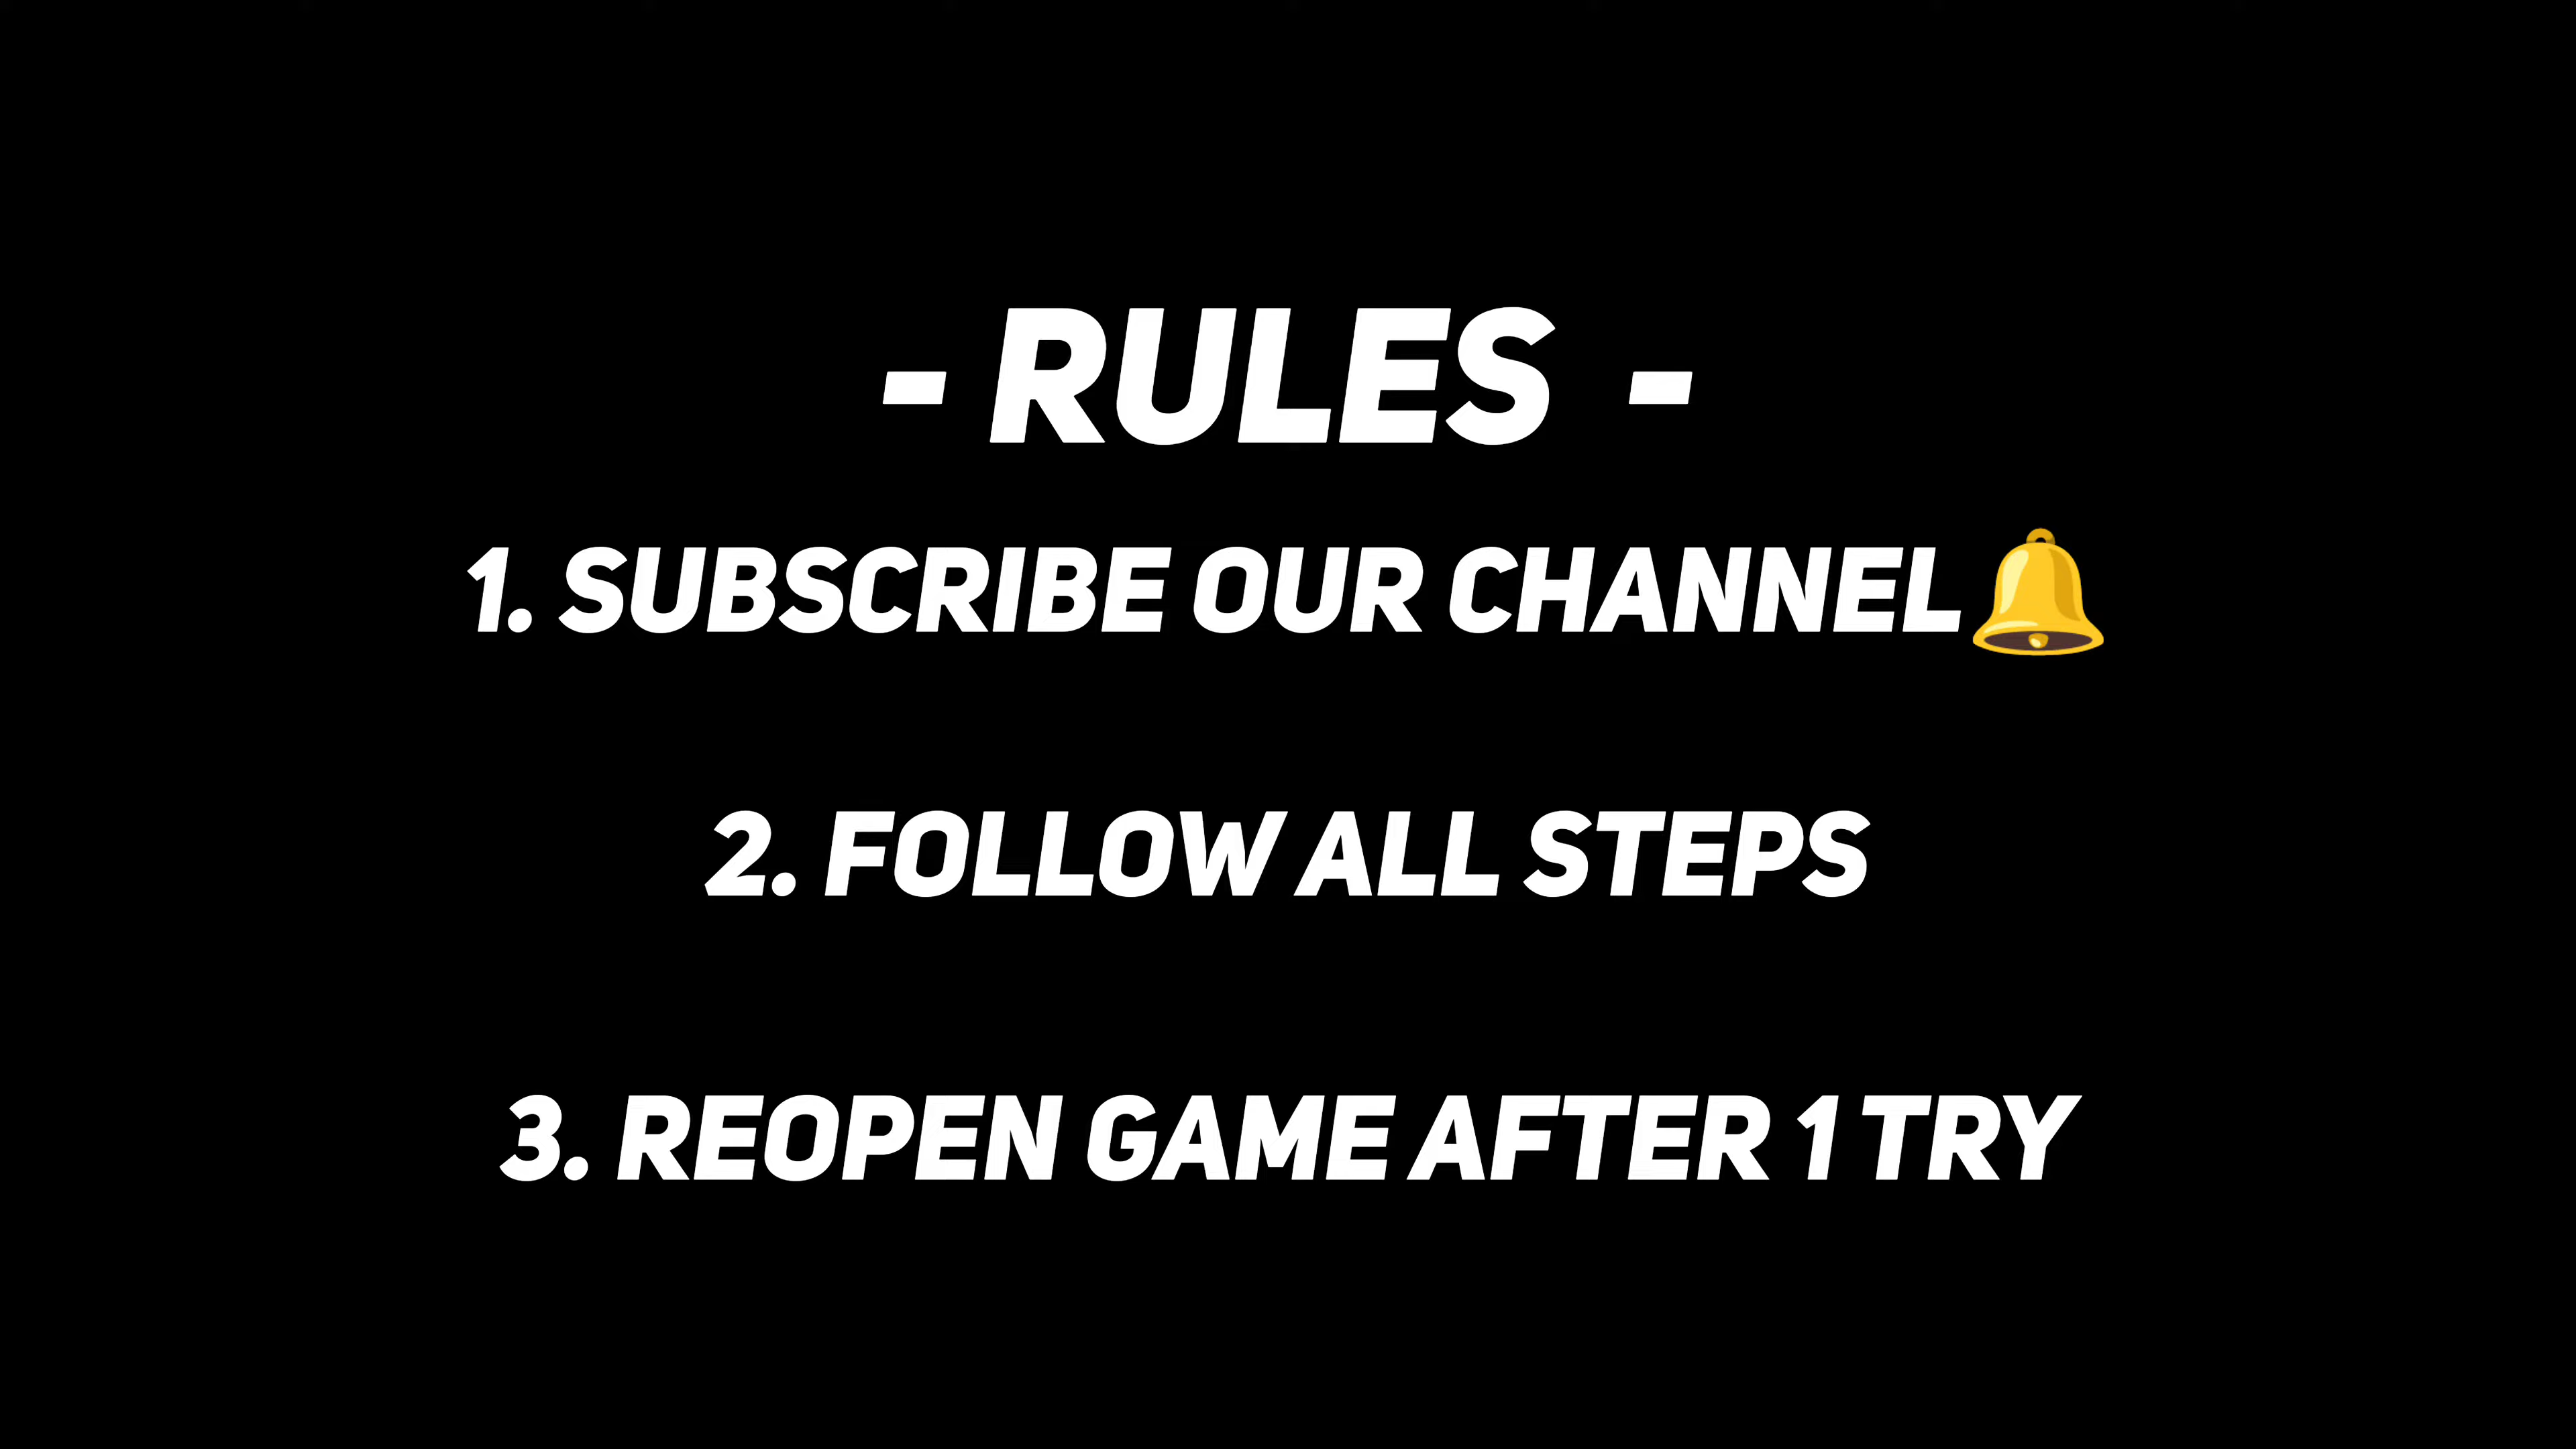 - RULES -
1. SUBSCRIBE OUR CHANNEL🔔
2. FOLLOW ALL STEPS
3. REOPEN GAME AFTER 1 TRY